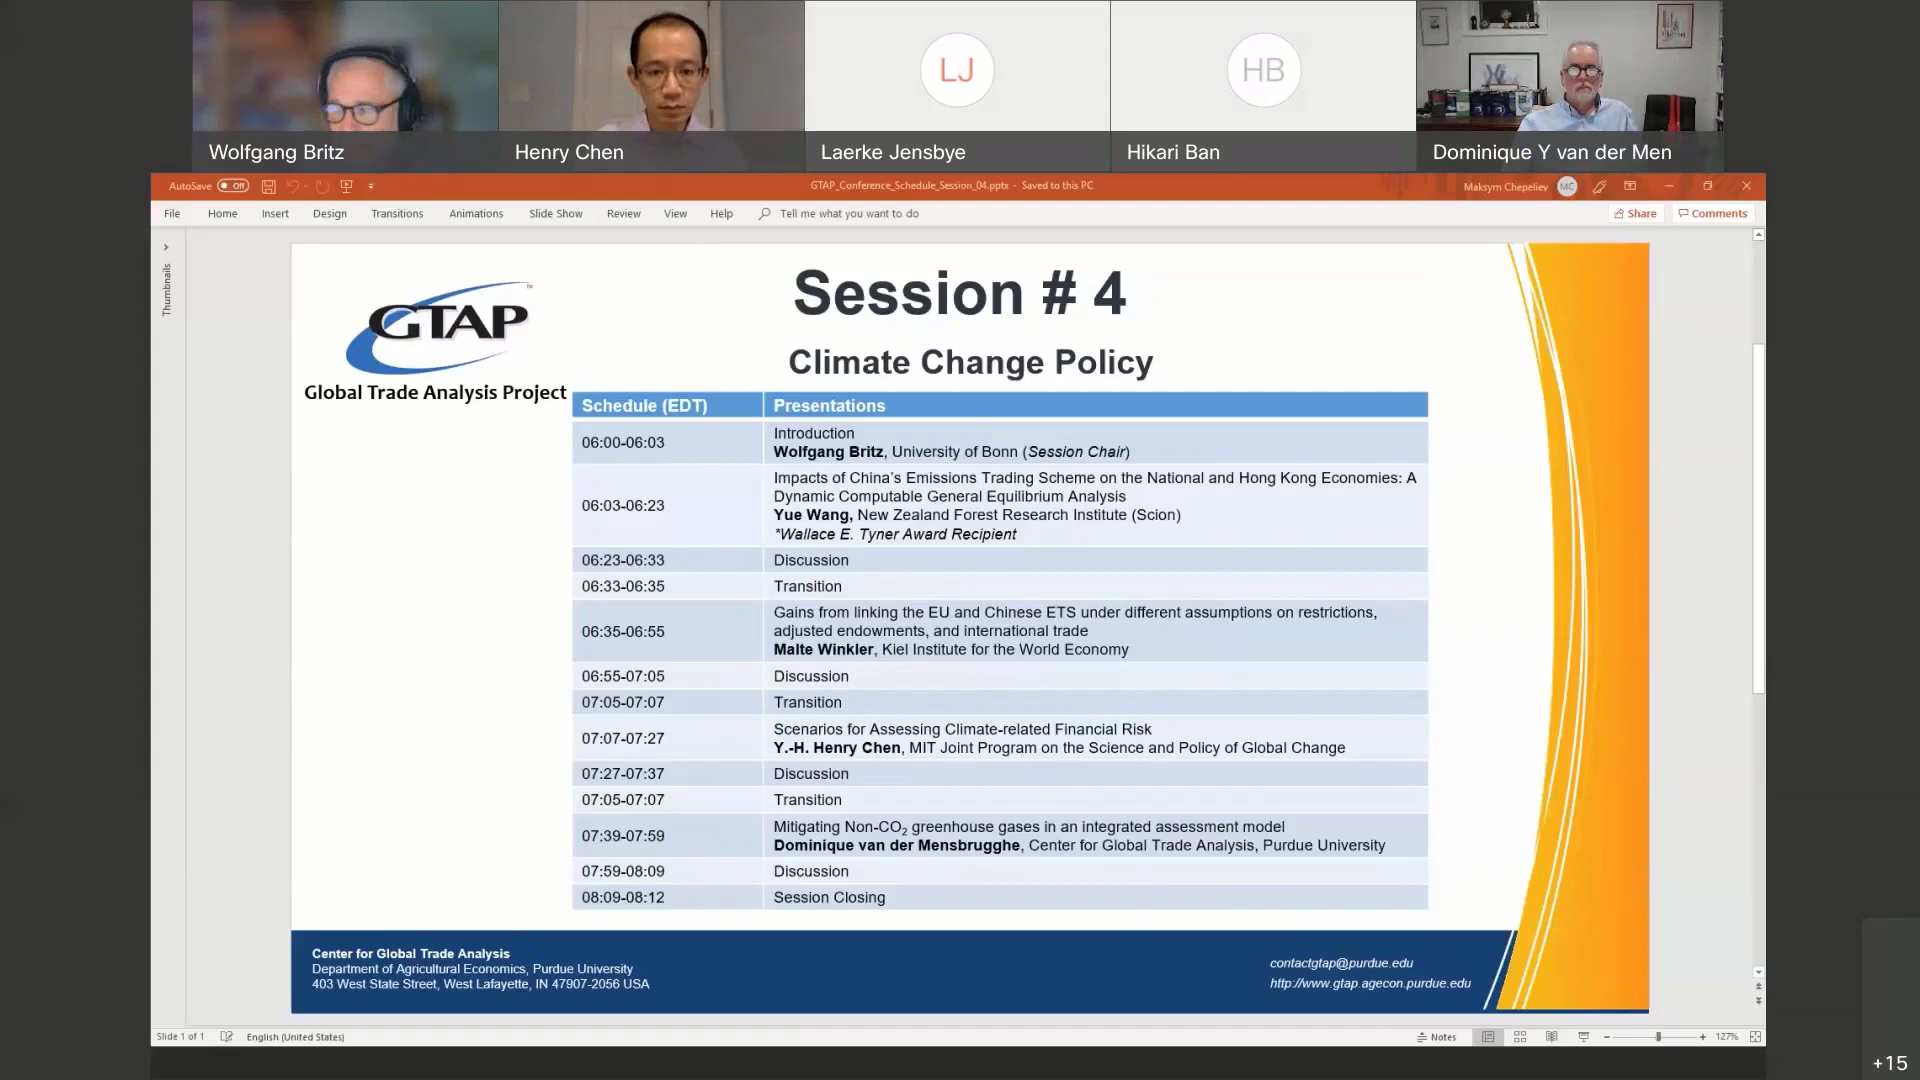 LJ
HB
Wolfgang Britz
Henry Chen
Laerke Jensbye
Hikari Ban
Dominique Y van der Men
AutoSave Off
GTAP_Conference_Schedule_Session_04.pptx - Saved to this PC
Maksym Chepeliev MC
File Home Insert Design Transitions Animations Slide Show Review View Help Tell me what you want to do
Share Comments
Thumbnails
GTAP
Global Trade Analysis Project
Session # 4
Climate Change Policy
Schedule (EDT) Presentations
06:00-06:03 Introduction
Wolfgang Britz, University of Bonn (Session Chair)
06:03-06:23 Impacts of China’s Emissions Trading Scheme on the National and Hong Kong Economies: A
Dynamic Computable General Equilibrium Analysis
Yue Wang, New Zealand Forest Research Institute (Scion)
*Wallace E. Tyner Award Recipient
06:23-06:33 Discussion
06:33-06:35 Transition
06:35-06:55 Gains from linking the EU and Chinese ETS under different assumptions on restrictions,
adjusted endowments, and international trade
Malte Winkler, Kiel Institute for the World Economy
06:55-07:05 Discussion
07:05-07:07 Transition
07:07-07:27 Scenarios for Assessing Climate-related Financial Risk
Y.-H. Henry Chen, MIT Joint Program on the Science and Policy of Global Change
07:27-07:37 Discussion
07:05-07:07 Transition
07:39-07:59 Mitigating Non-CO2 greenhouse gases in an integrated assessment model
Dominique van der Mensbrugghe, Center for Global Trade Analysis, Purdue University
07:59-08:09 Discussion
08:09-08:12 Session Closing
Center for Global Trade Analysis
Department of Agricultural Economics, Purdue University
403 West State Street, West Lafayette, IN 47907-2056 USA
contactgtap@purdue.edu
http://www.gtap.agecon.purdue.edu
Slide 1 of 1 English (United States)
Notes 127%
+15